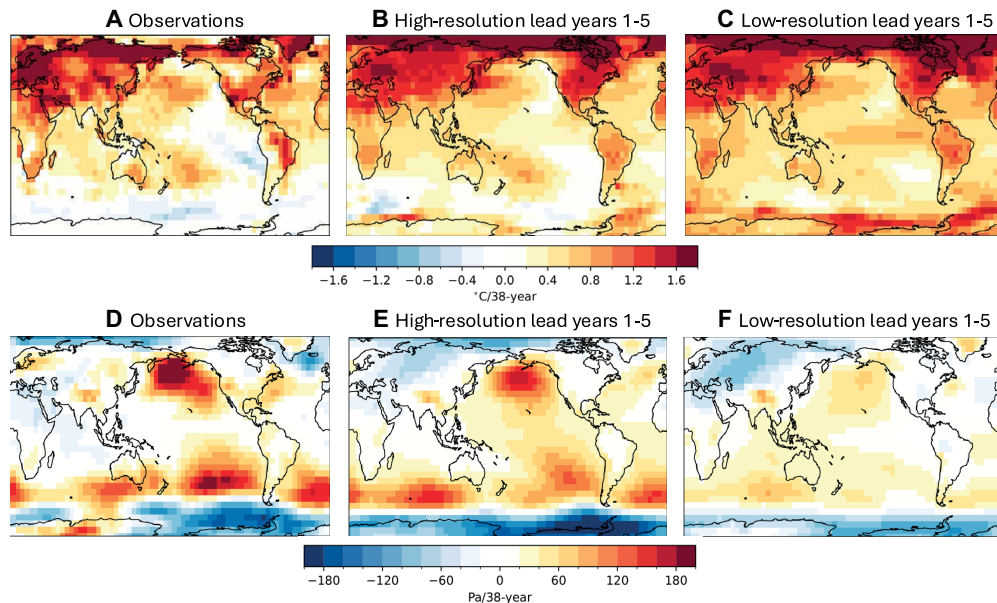 A Observations
B High-resolution lead years 1-5
C Low-resolution lead years 1-5
−1.6 −1.2 −0.8 −0.4 0.0 0.4 0.8 1.2 1.6
°C/38-year
D Observations
E High-resolution lead years 1-5
F Low-resolution lead years 1-5
−180 −120 −60 0 60 120 180
Pa/38-year